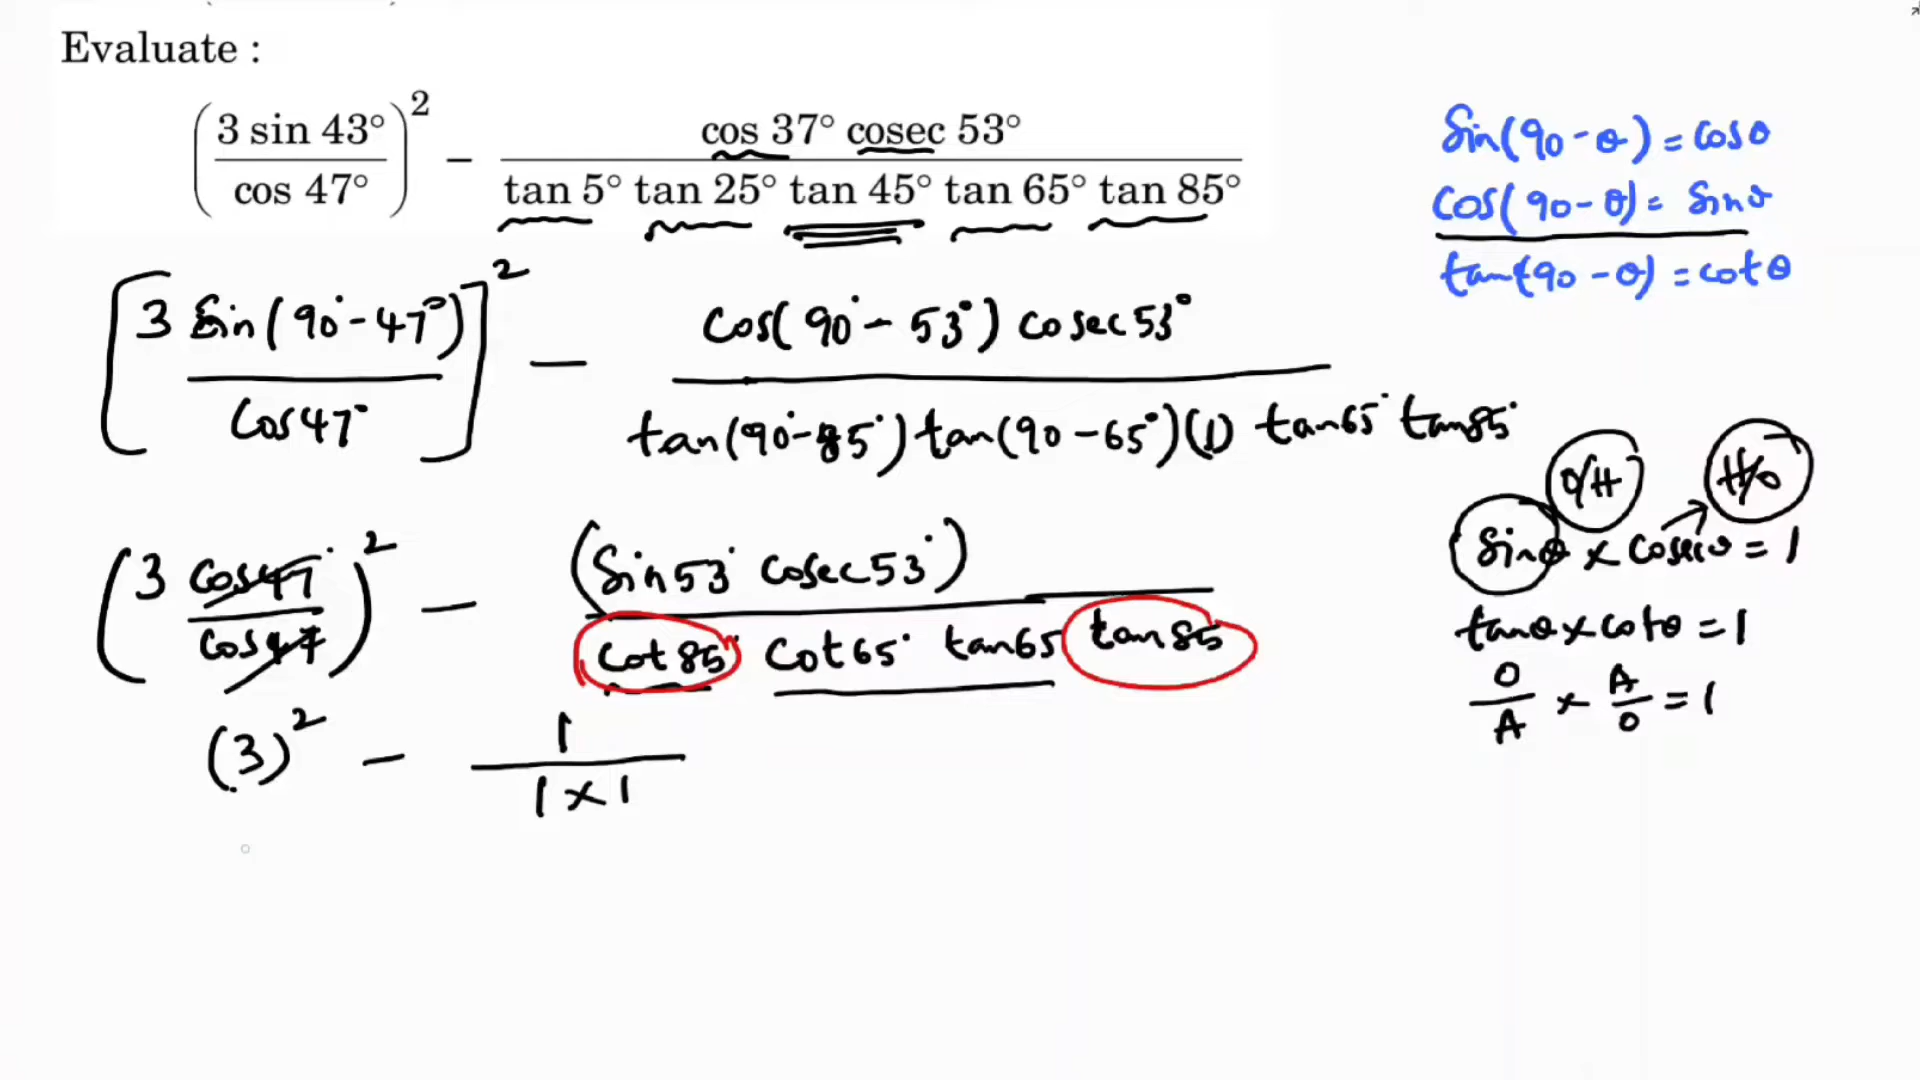 Evaluate :
(3 sin 43° / cos 47°)² − cos 37° cosec 53° / tan 5° tan 25° tan 45° tan 65° tan 85°
sin(90-θ) = cosθ
cos(90-θ) = sinθ
tan(90-θ) = cotθ
[3 sin(90°-47°) / cos47°]² − cos(90°-53°) cosec53° / tan(90°-85°) tan(90-65°)(1) tan65° tan85°
(3 cos47° / cos47)² − (sin53° cosec53°) / cot85° cot65° tan65 tan85
(3)² − 1 / 1×1
O/H H/O
sinθ × cosecθ = 1
tanθ × cotθ = 1
O/A × A/O = 1